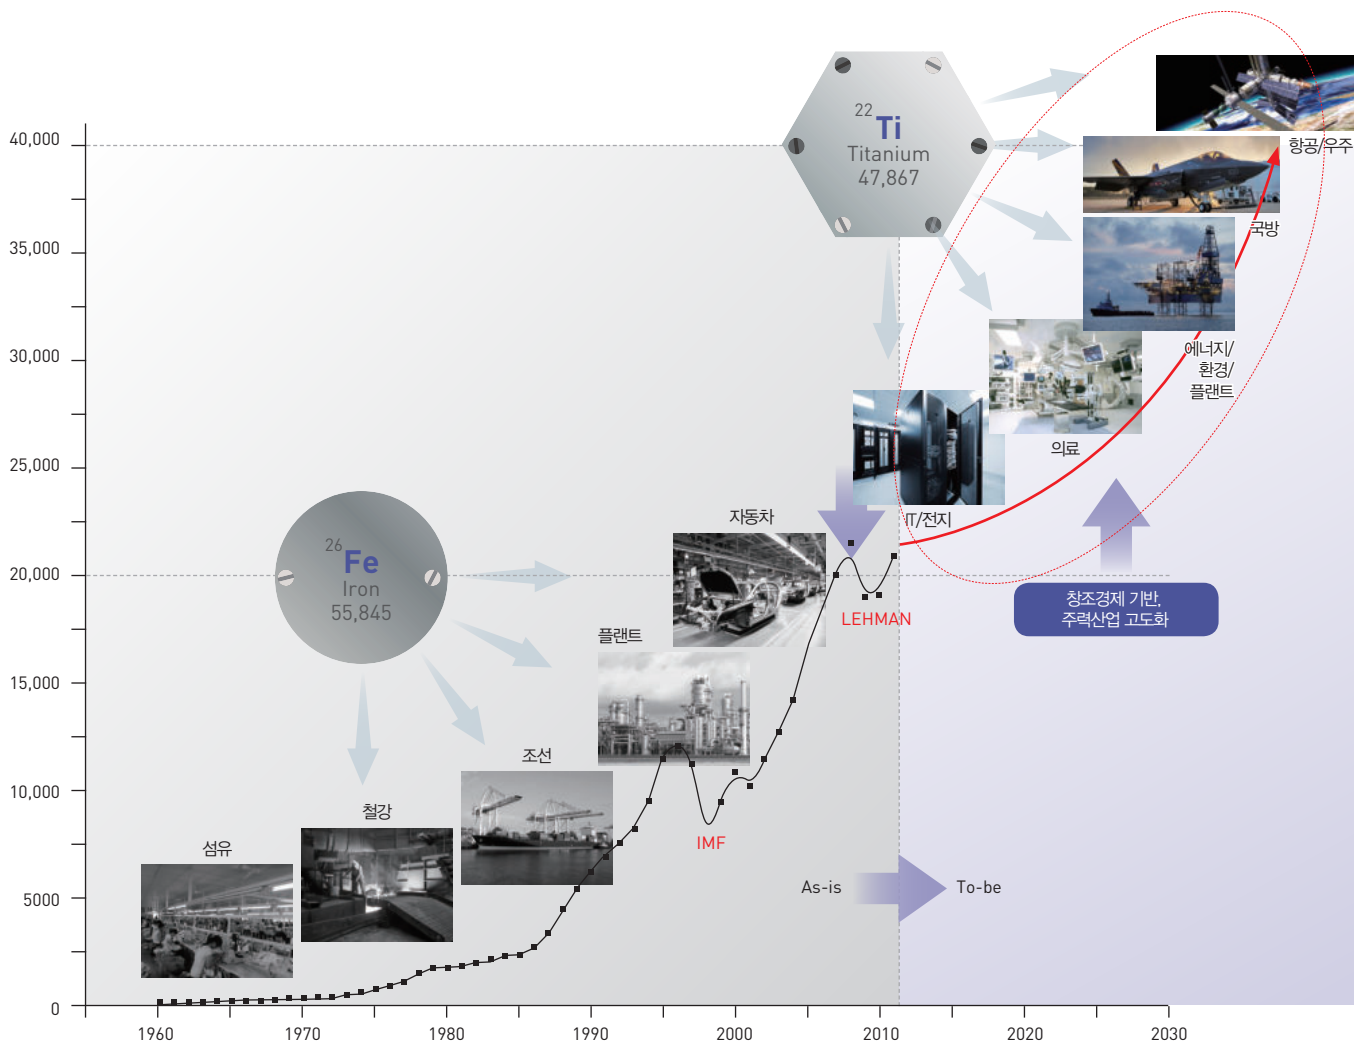 22
Ti
Titanium
47,867
항공/우주
국방
에너지/
환경/
플랜트
의료
IT/전지
자동차
플랜트
조선
철강
섬유
26
Fe
Iron
55,845
LEHMAN
IMF
창조경제 기반,
주력산업 고도화
As-is
To-be
40,000
35,000
30,000
25,000
20,000
15,000
10,000
5000
0
1960
1970
1980
1990
2000
2010
2020
2030